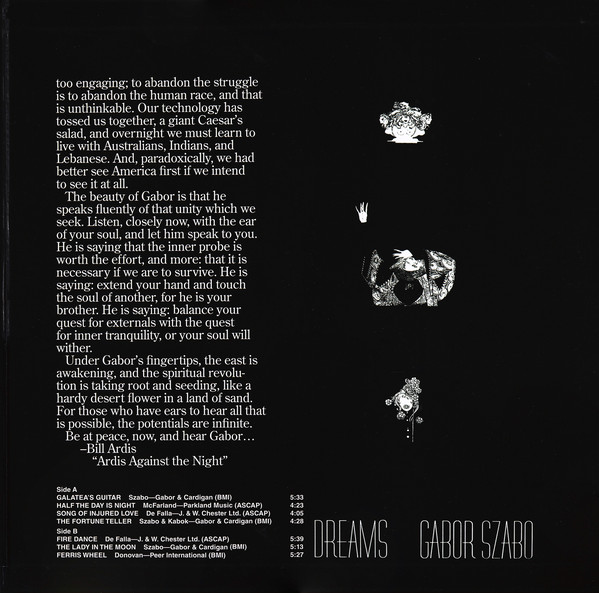 too engaging; to abandon the struggle
is to abandon the human race, and that
is unthinkable. Our technology has
tossed us together, a giant Caesar's
salad, and overnight we must learn to
live with Australians, Indians, and
Lebanese. And, paradoxically, we had
better see America first if we intend
to see it at all.
The beauty of Gabor is that he
speaks fluently of that unity which we
seek. Listen, closely now, with the ear
of your soul, and let him speak to you.
He is saying that the inner probe is
worth the effort, and more: that it is
necessary if we are to survive. He is
saying: extend your hand and touch
the soul of another, for he is your
brother. He is saying: balance your
quest for externals with the quest
for inner tranquility, or your soul will
wither.
Under Gabor's fingertips, the east is
awakening, and the spiritual revolu-
tion is taking root and seeding, like a
hardy desert flower in a land of sand.
For those who have ears to hear all that
is possible, the potentials are infinite.
Be at peace, now, and hear Gabor...
–Bill Ardis
"Ardis Against the Night"
Side A
GALATEA'S GUITAR Szabo—Gabor & Cardigan (BMI) 5:33
HALF THE DAY IS NIGHT McFarland—Parkland Music (ASCAP) 4:23
SONG OF INJURED LOVE De Falla—J. & W. Chester Ltd. (ASCAP) 4:05
THE FORTUNE TELLER Szabo & Kabok—Gabor & Cardigan (BMI) 4:28
Side B
FIRE DANCE De Falla—J. & W. Chester Ltd. (ASCAP) 5:39
THE LADY IN THE MOON Szabo—Gabor & Cardigan (BMI) 5:13
FERRIS WHEEL Donovan—Peer International (BMI) 5:27
DREAMS GABOR SZABO